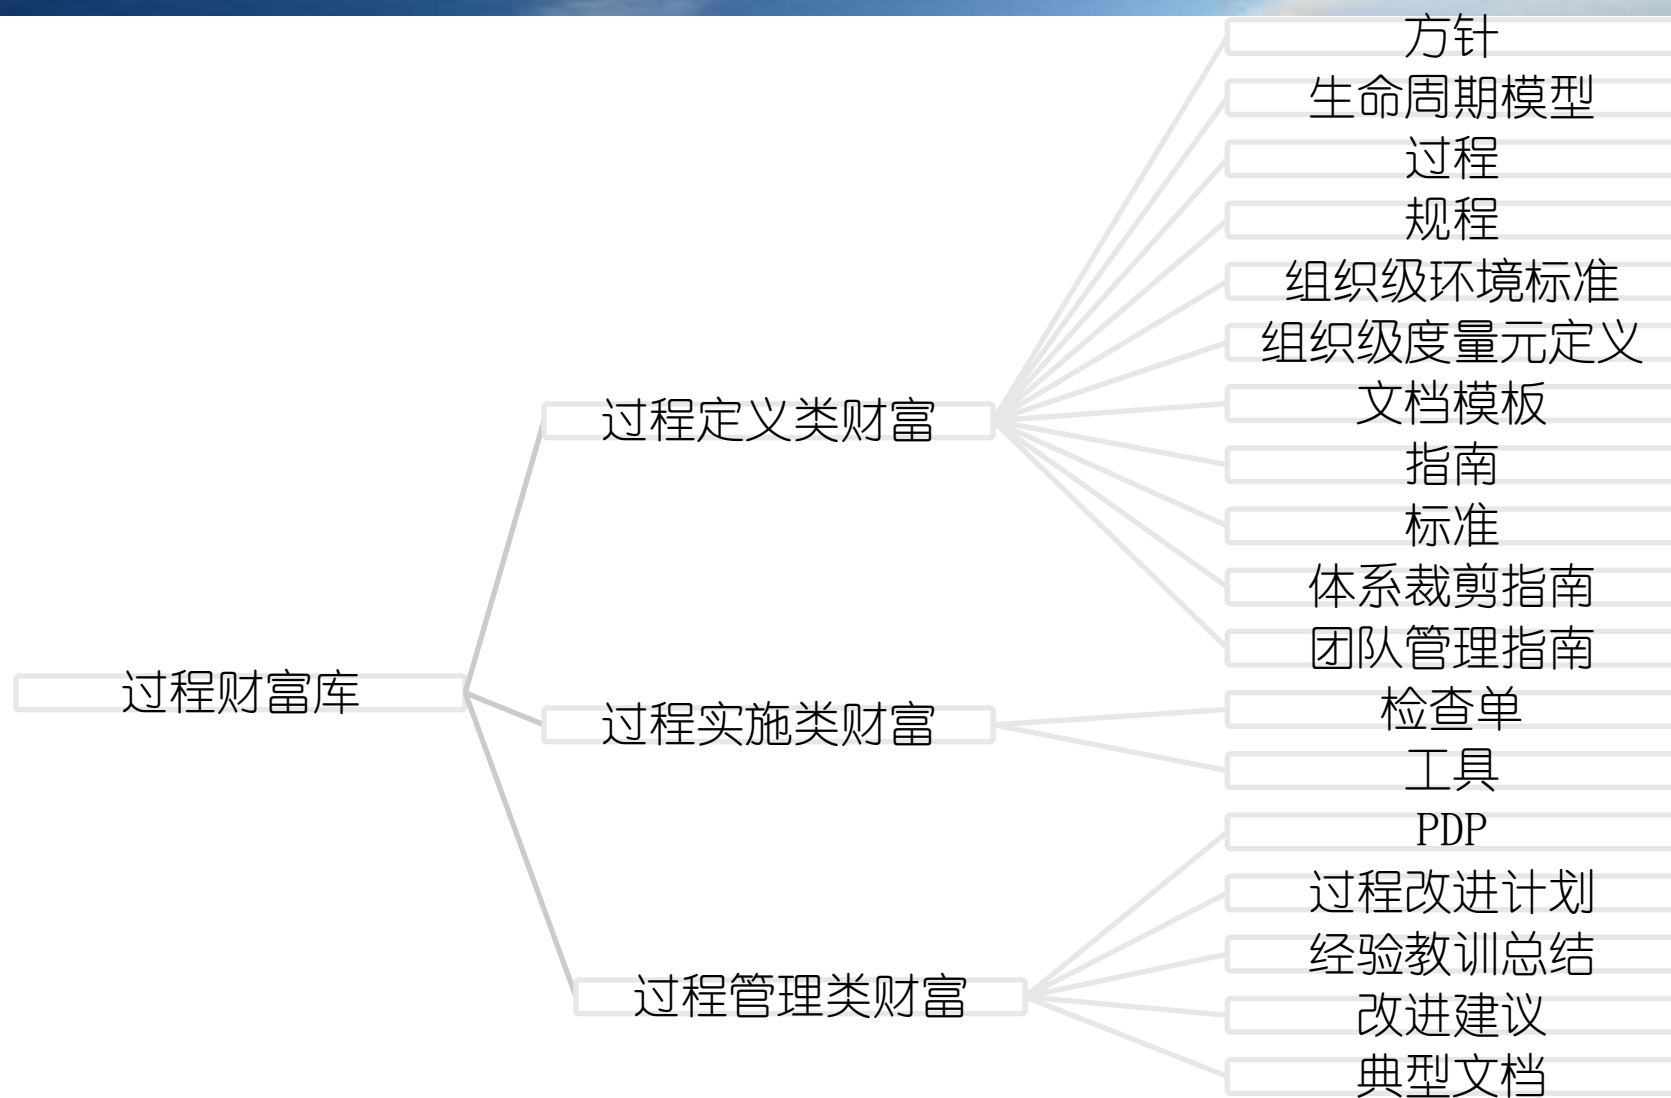 过程财富库
过程定义类财富
方针
生命周期模型
过程
规程
组织级环境标准
组织级度量元定义
文档模板
指南
标准
体系裁剪指南
团队管理指南
过程实施类财富
检查单
工具
过程管理类财富
PDP
过程改进计划
经验教训总结
改进建议
典型文档